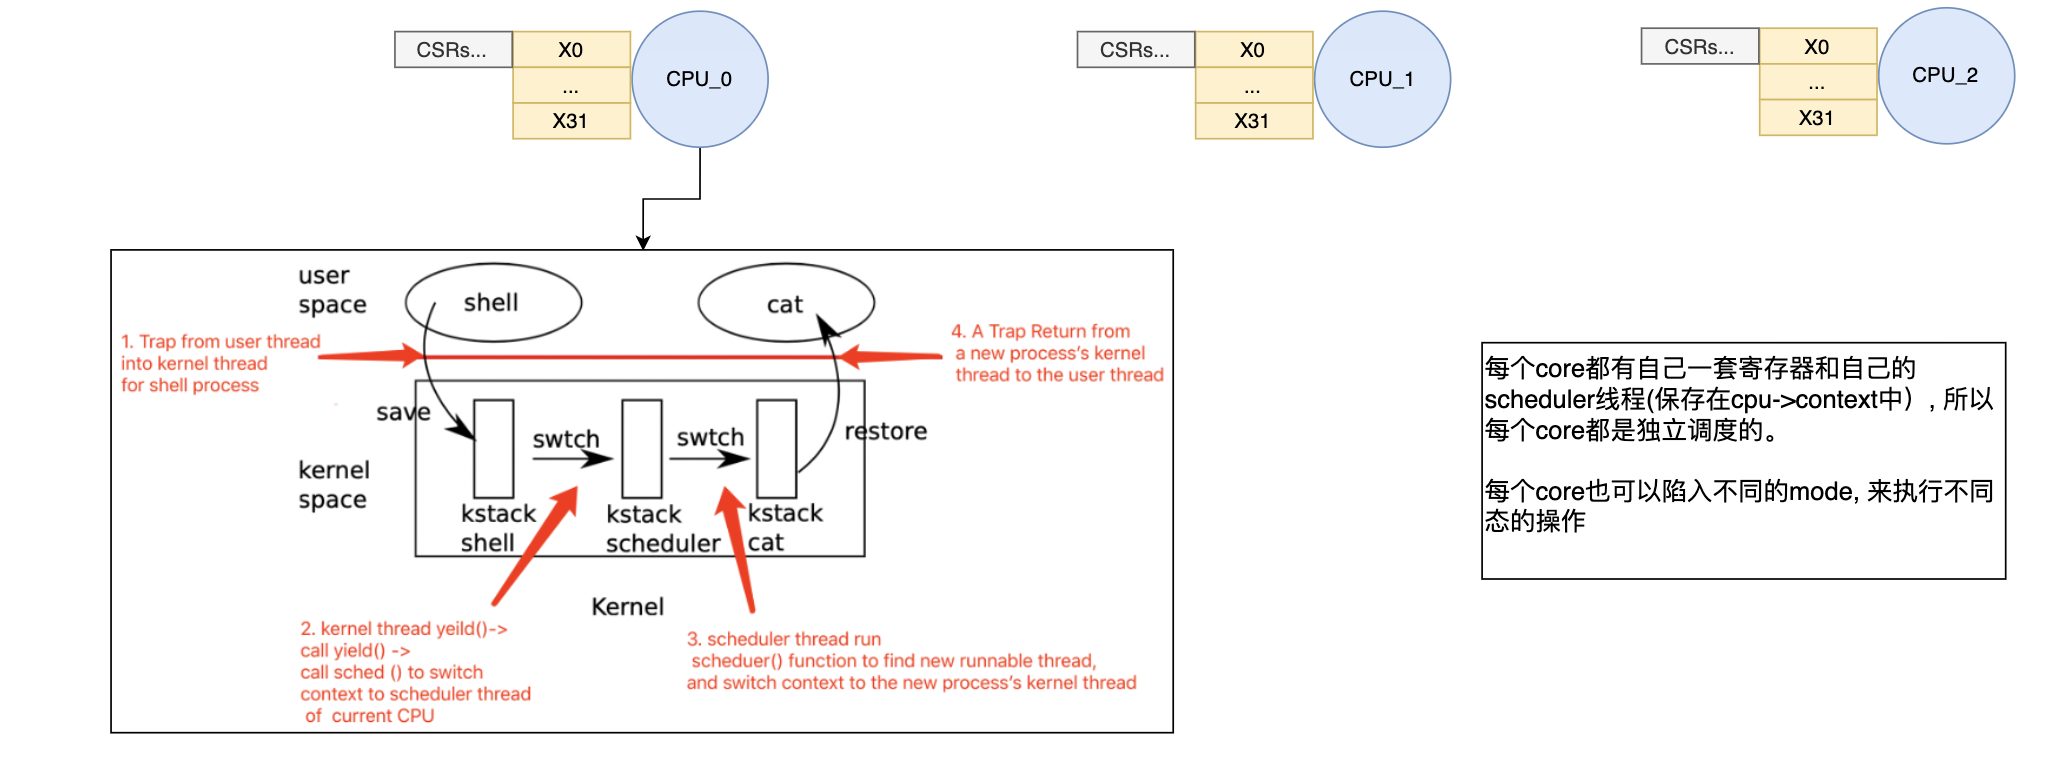 CSRs...
X0
...
X31
CPU_0
CSRs...
X0
...
X31
CPU_1
CSRs...
X0
...
X31
CPU_2
user
space
shell
cat
1. Trap from user thread
into kernel thread
for shell process
4. A Trap Return from
a new process's kernel
thread to the user thread
save
swtch
swtch
restore
kernel
space
kstack
shell
kstack
scheduler
kstack
cat
Kernel
2. kernel thread yeild()->
call yield() ->
call sched () to switch
context to scheduler thread
of current CPU
3. scheduler thread run
scheduer() function to find new runnable thread,
and switch context to the new process's kernel thread
每个core都有自己一套寄存器和自己的
scheduler线程(保存在cpu->context中）, 所以
每个core都是独立调度的。
每个core也可以陷入不同的mode, 来执行不同
态的操作